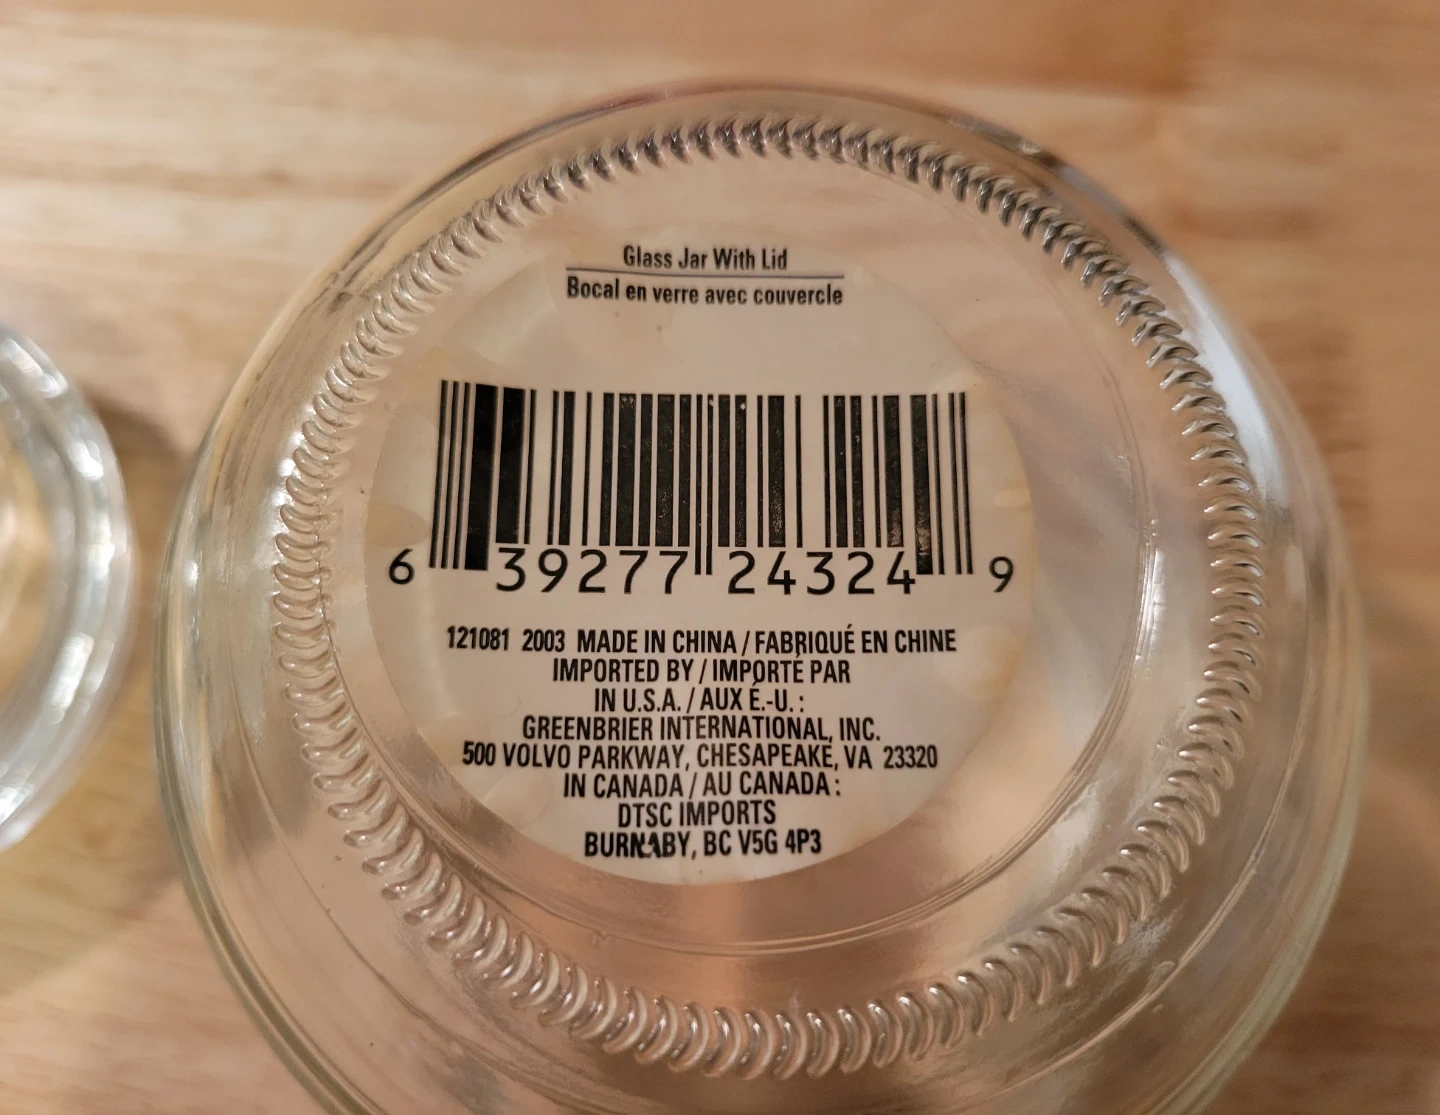 Glass Jar With Lid
Bocal en verre avec couvercle
6 39277 24324 9
121081 2003 MADE IN CHINA / FABRIQUÉ EN CHINE
IMPORTED BY / IMPORTÉ PAR
IN U.S.A. / AUX É.-U. :
GREENBRIER INTERNATIONAL, INC.
500 VOLVO PARKWAY, CHESAPEAKE, VA 23320
IN CANADA / AU CANADA :
DTSC IMPORTS
BURNABY, BC V5G 4P3